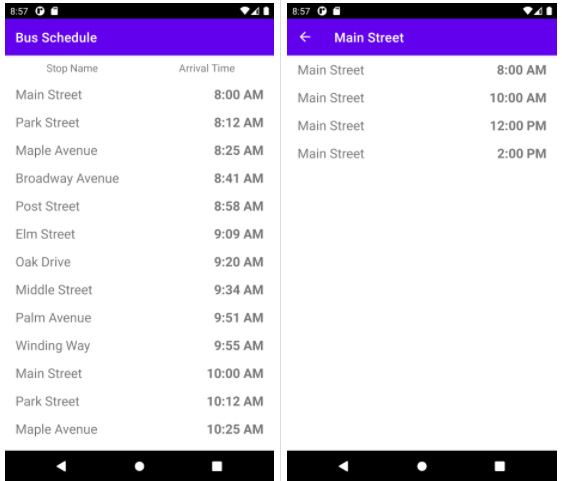 8:57
Bus Schedule
Stop Name Arrival Time
Main Street 8:00 AM
Park Street 8:12 AM
Maple Avenue 8:25 AM
Broadway Avenue 8:41 AM
Post Street 8:58 AM
Elm Street 9:09 AM
Oak Drive 9:20 AM
Middle Street 9:34 AM
Palm Avenue 9:51 AM
Winding Way 9:55 AM
Main Street 10:00 AM
Park Street 10:12 AM
Maple Avenue 10:25 AM
8:57
Main Street
Main Street 8:00 AM
Main Street 10:00 AM
Main Street 12:00 PM
Main Street 2:00 PM